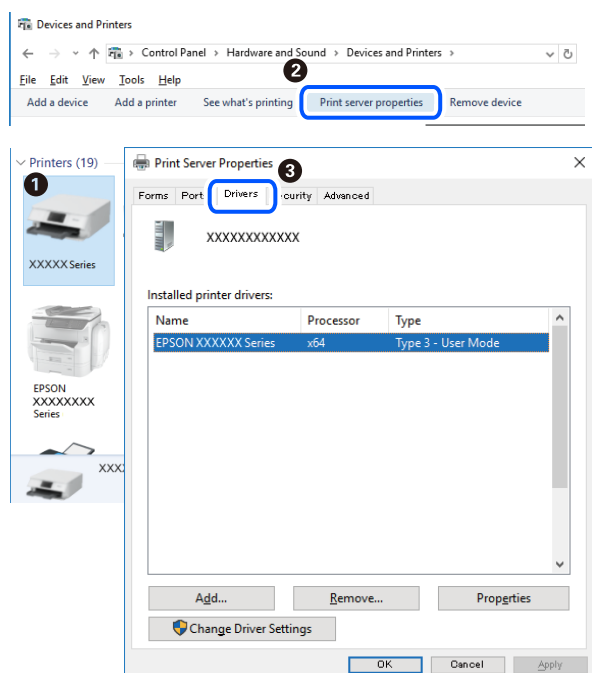 Devices and Printers
Control Panel > Hardware and Sound > Devices and Printers >
2
File Edit View Tools Help
Add a device Add a printer See what's printing Print server properties Remove device
Printers (19)
1
XXXXX Series
EPSON
XXXXXXXX
Series
XXX
Print Server Properties
3
Forms Port Drivers curity Advanced
XXXXXXXXXXXX
Installed printer drivers:
Name Processor Type
EPSON XXXXXX Series x64 Type 3 - User Mode
Add... Remove... Properties
Change Driver Settings
OK Cancel Apply